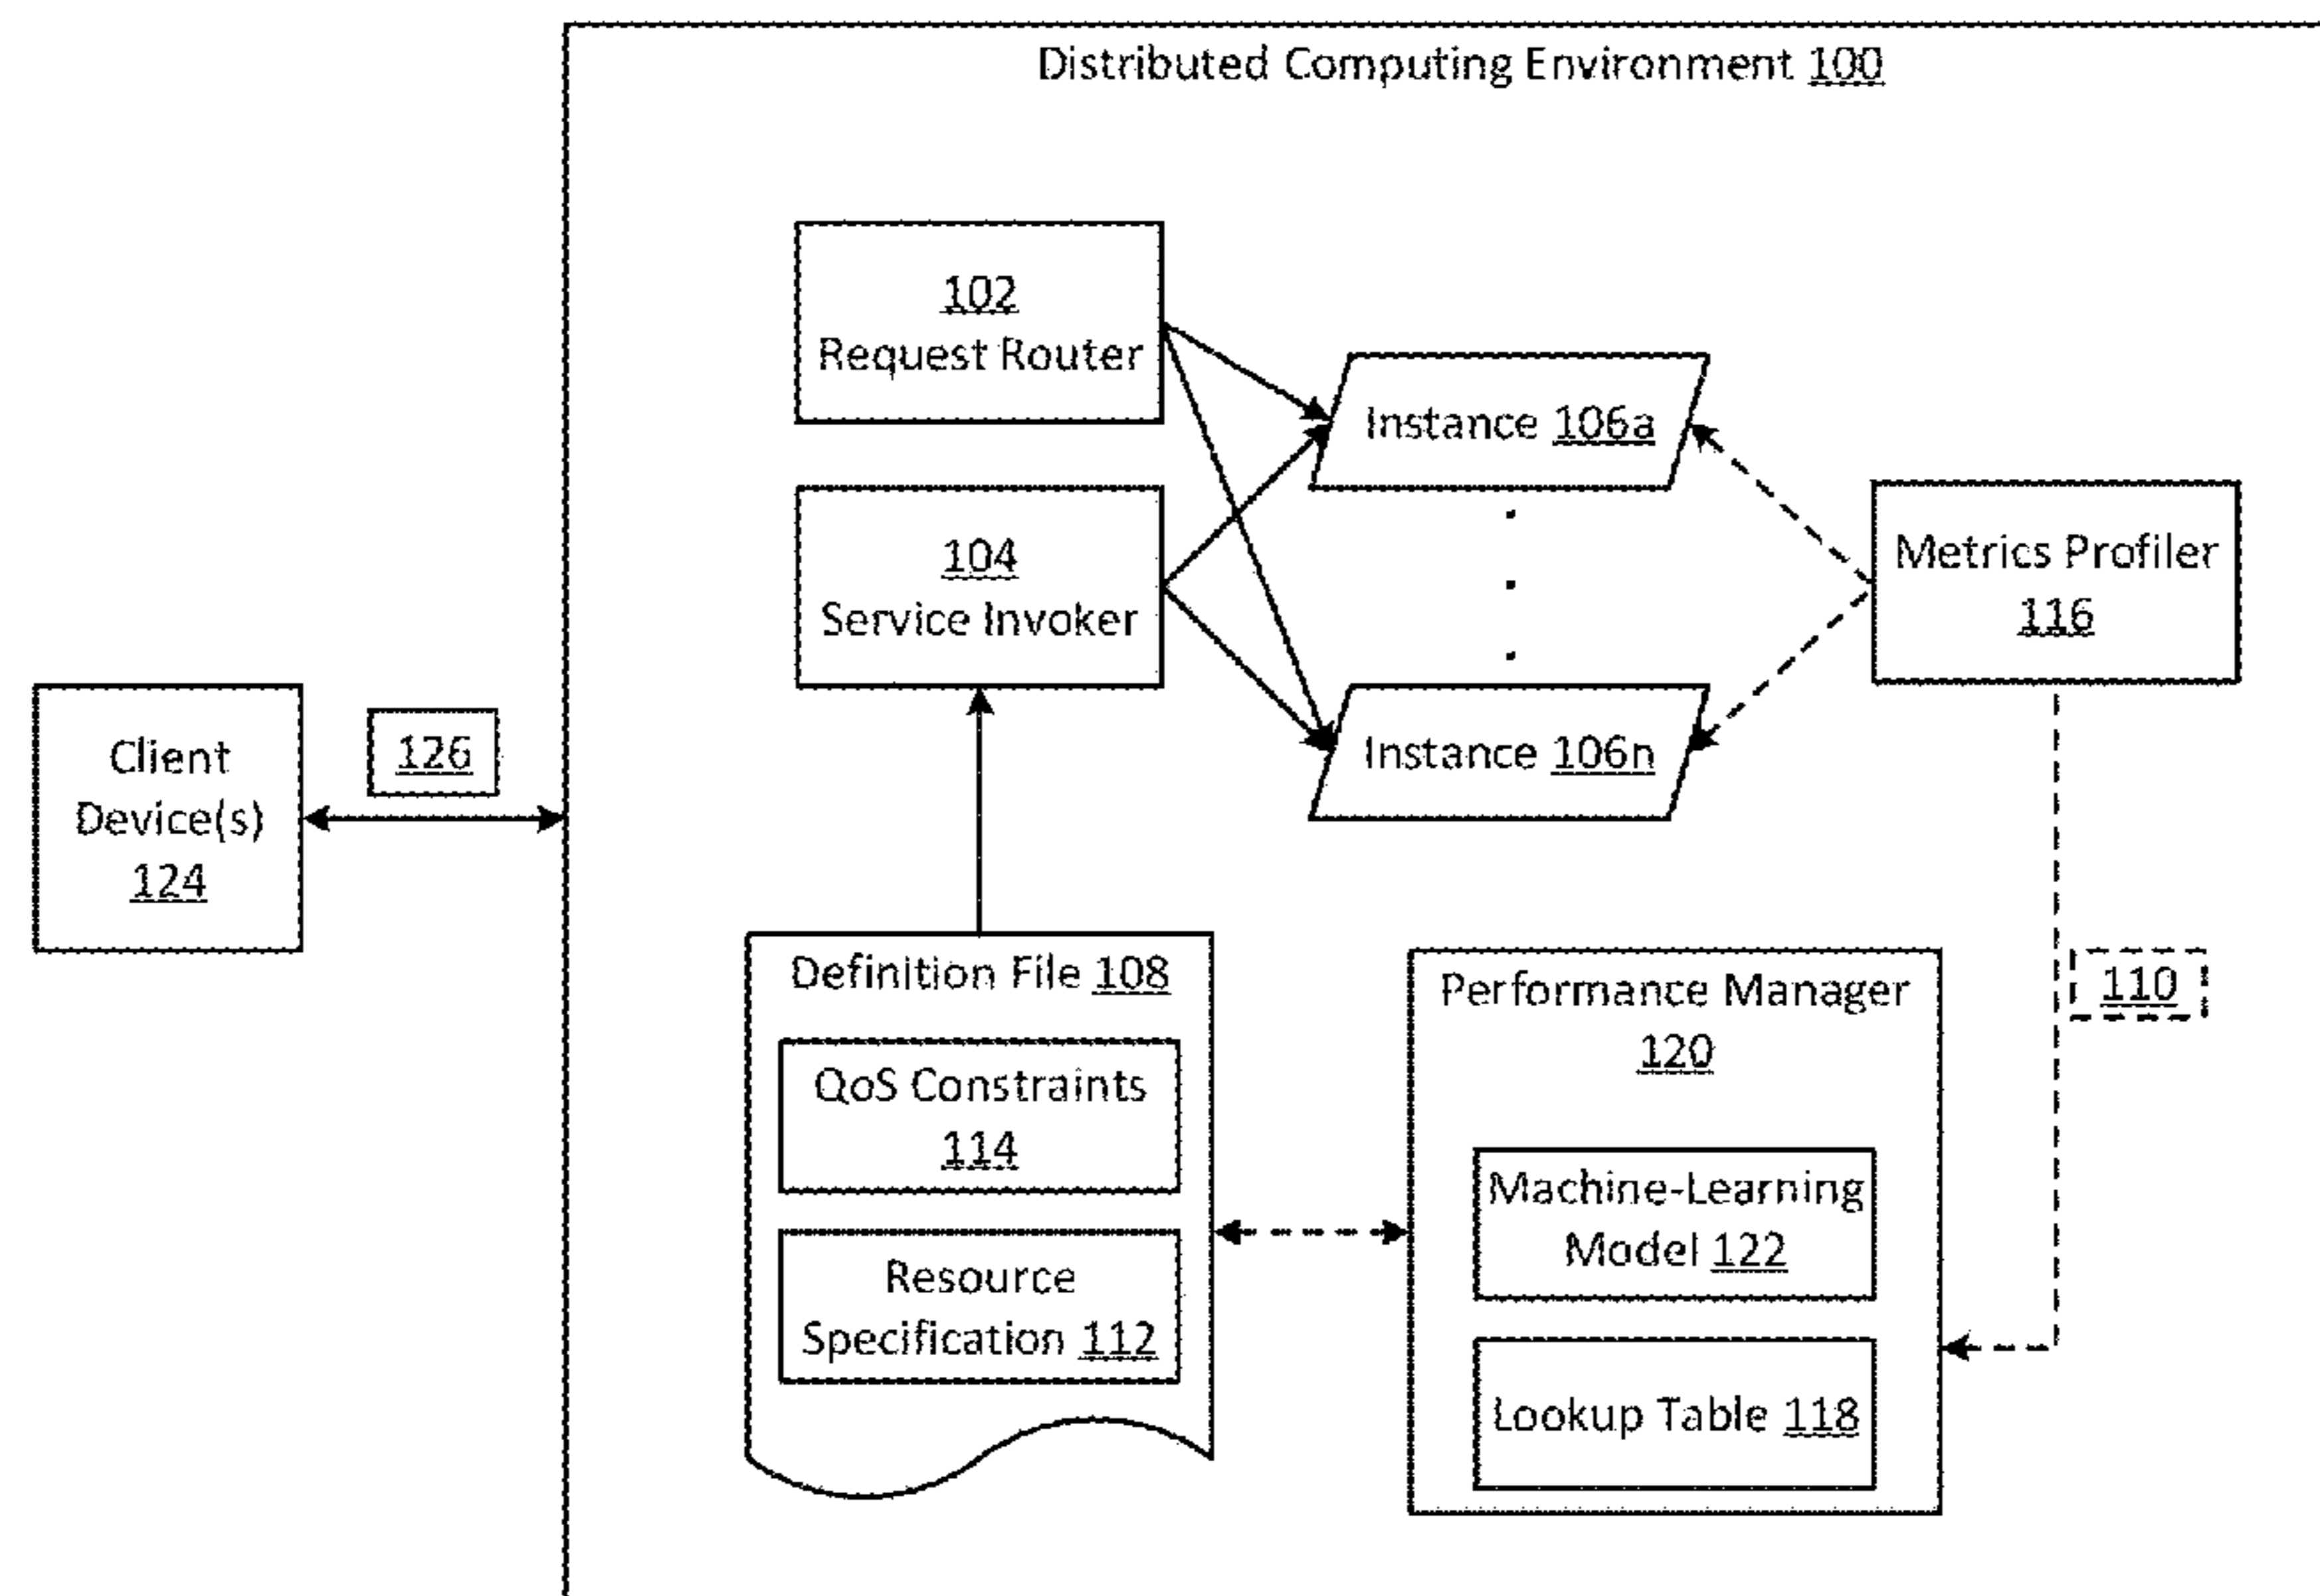 Distributed Computing Environment 100
102
Request Router
Instance 106a
104
Service Invoker
Metrics Profiler
116
Instance 106n
Client
Device(s)
124
126
Definition File 108
QoS Constraints
114
Resource
Specification 112
Performance Manager
120
110
Machine-Learning
Model 122
Lookup Table 118